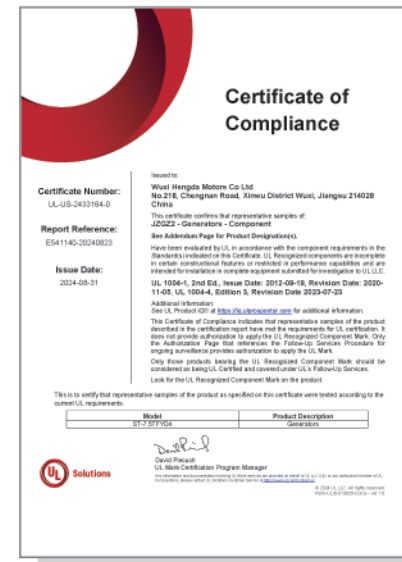 Certificate of
Compliance
Certificate Number:
UL-US-2433164-0
Report Reference:
E541140-20240823
Issue Date:
2024-08-31
Issued to:
Wuxi Hengda Motors Co Ltd
No.218, Chengnan Road, Xinwu District Wuxi, Jiangsu 214028
China
This certificate confirms that representative samples of:
JZGZ2 - Generators - Component
See Addendum Page for Product Designation(s).
Have been evaluated by UL in accordance with the component requirements in the
Standard(s) indicated on this Certificate. UL Recognized components are incomplete
in certain constructional features or restricted in performance capabilities and are
intended for installation in complete equipment submitted for investigation to UL LLC.
UL 1004-1, 2nd Ed., Issue Date: 2012-09-19, Revision Date: 2020-
11-05, UL 1004-4, Edition 3, Revision Date 2023-07-23
Additional Information:
See UL Product iQ® at https://iq.ulprospector.com for additional information.
This Certificate of Compliance indicates that representative samples of the product
described in the certification report have met the requirements for UL certification. It
does not provide authorization to apply the UL Recognized Component Mark. Only
the Authorization Page that references the Follow-Up Services Procedure for
ongoing surveillance provides authorization to apply the UL Mark.
Only those products bearing the UL Recognized Component Mark should be
considered as being UL Certified and covered under UL's Follow-Up Services.
Look for the UL Recognized Component Mark on the product.
This is to certify that representative samples of the product as specified on this certificate were tested according to the
current UL requirements.
Model Product Description
ST-7.5TFYD4 Generators
David Piecuch
UL Mark Certification Program Manager
UL Solutions
© 2024 UL LLC. All rights reserved.